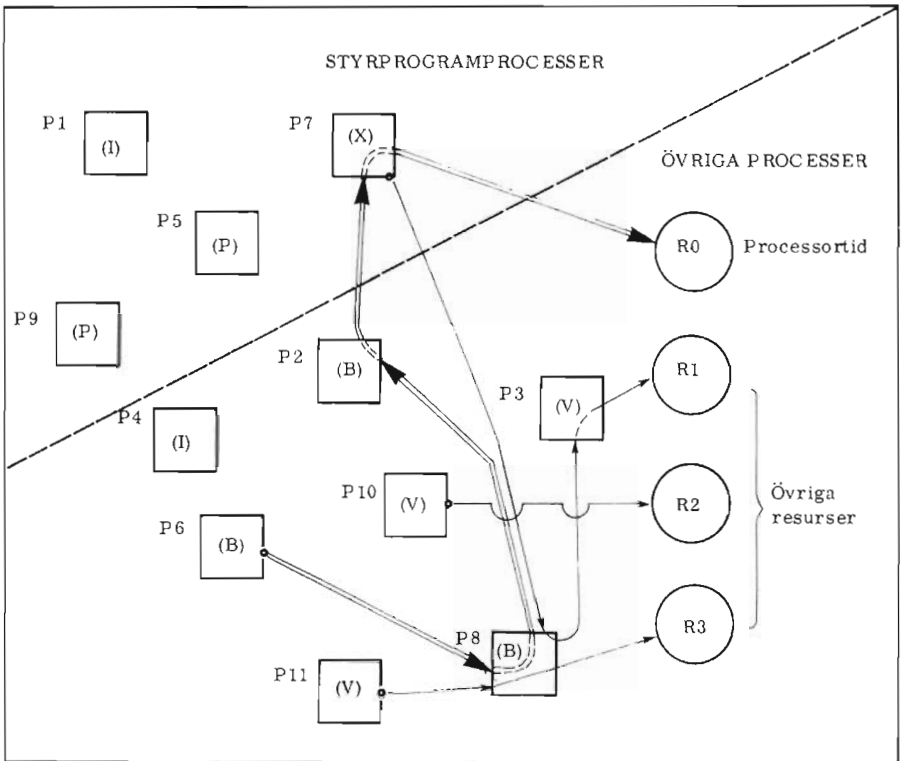 STYRPROGRAMPROCESSER
P1
(I)
P7
(X)
ÖVRIGA PROCESSER
P5
(P)
R0
Processortid
P9
(P)
P2
(B)
P3
(V)
R1
P4
(I)
P10
(V)
R2
Övriga
resurser
P6
(B)
P8
(B)
R3
P11
(V)